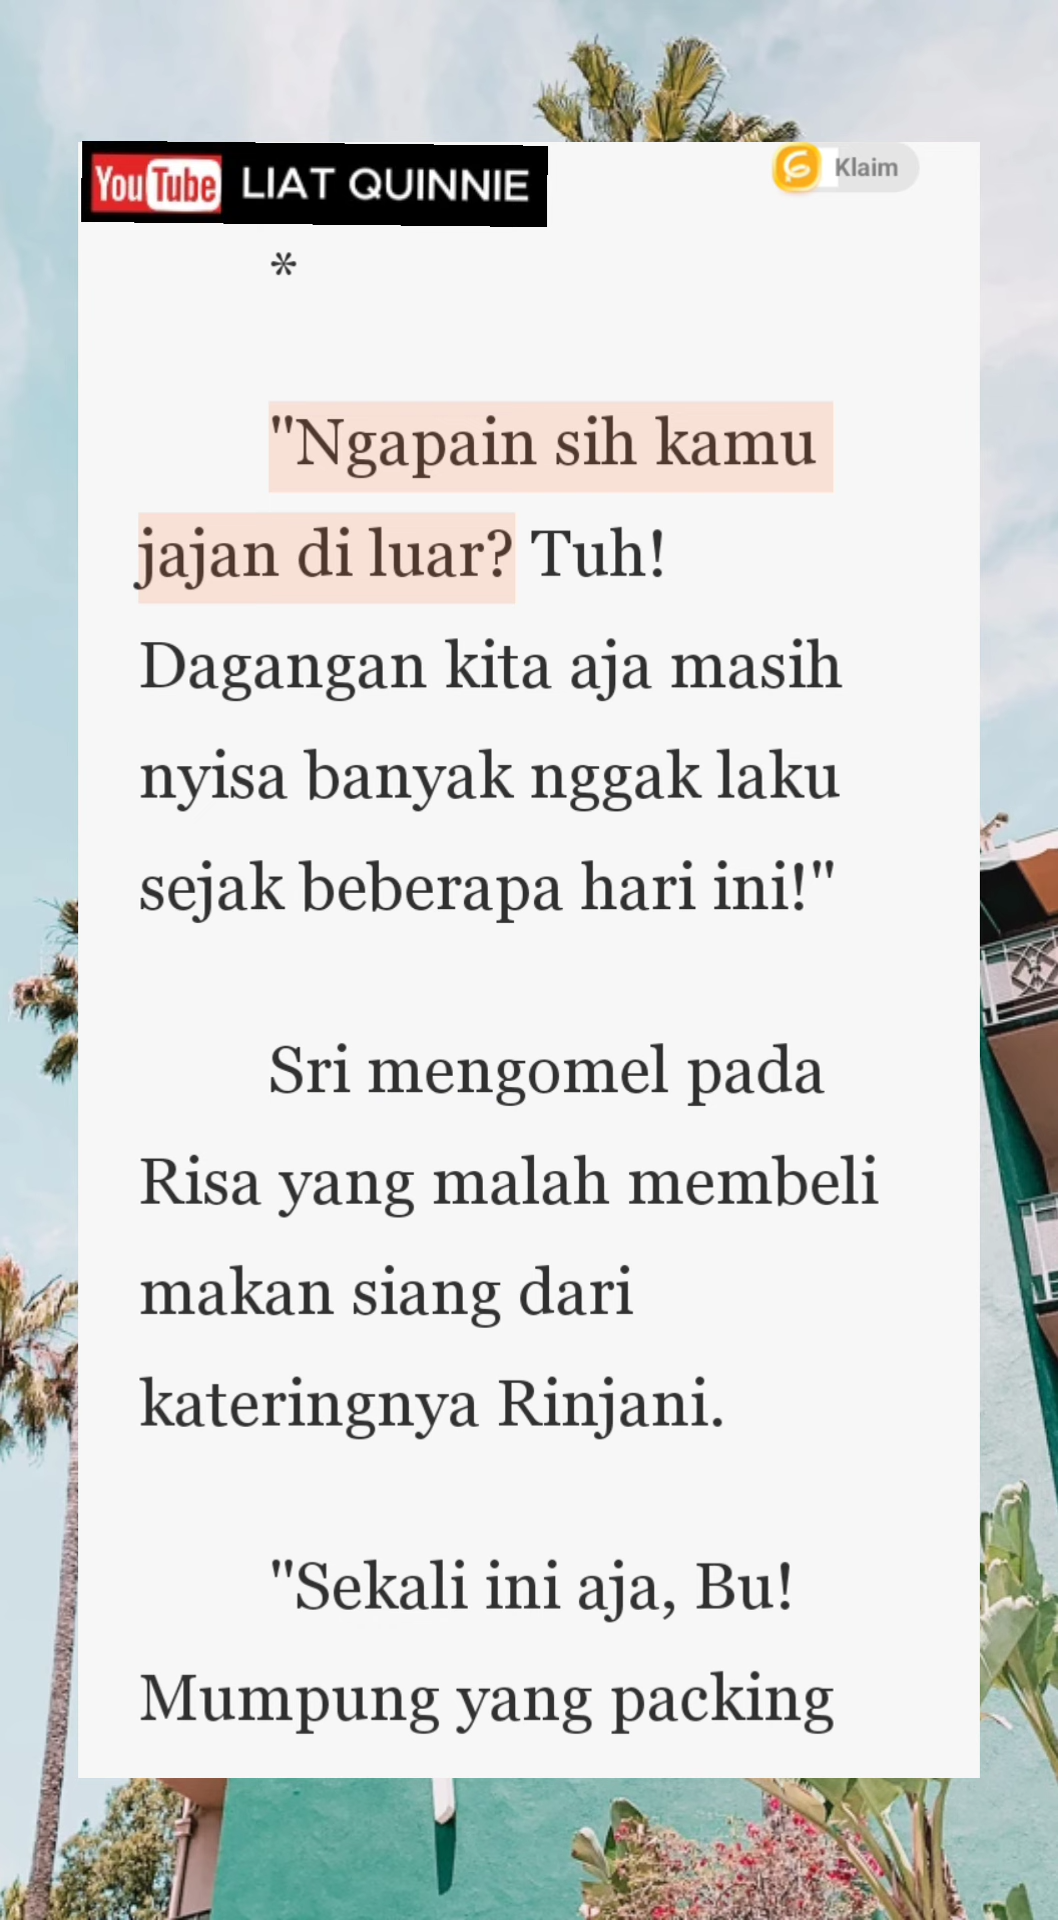 YouTube LIAT QUINNIE
Klaim
*
"Ngapain sih kamu
jajan di luar? Tuh!
Dagangan kita aja masih
nyisa banyak nggak laku
sejak beberapa hari ini!"
Sri mengomel pada
Risa yang malah membeli
makan siang dari
kateringnya Rinjani.
"Sekali ini aja, Bu!
Mumpung yang packing